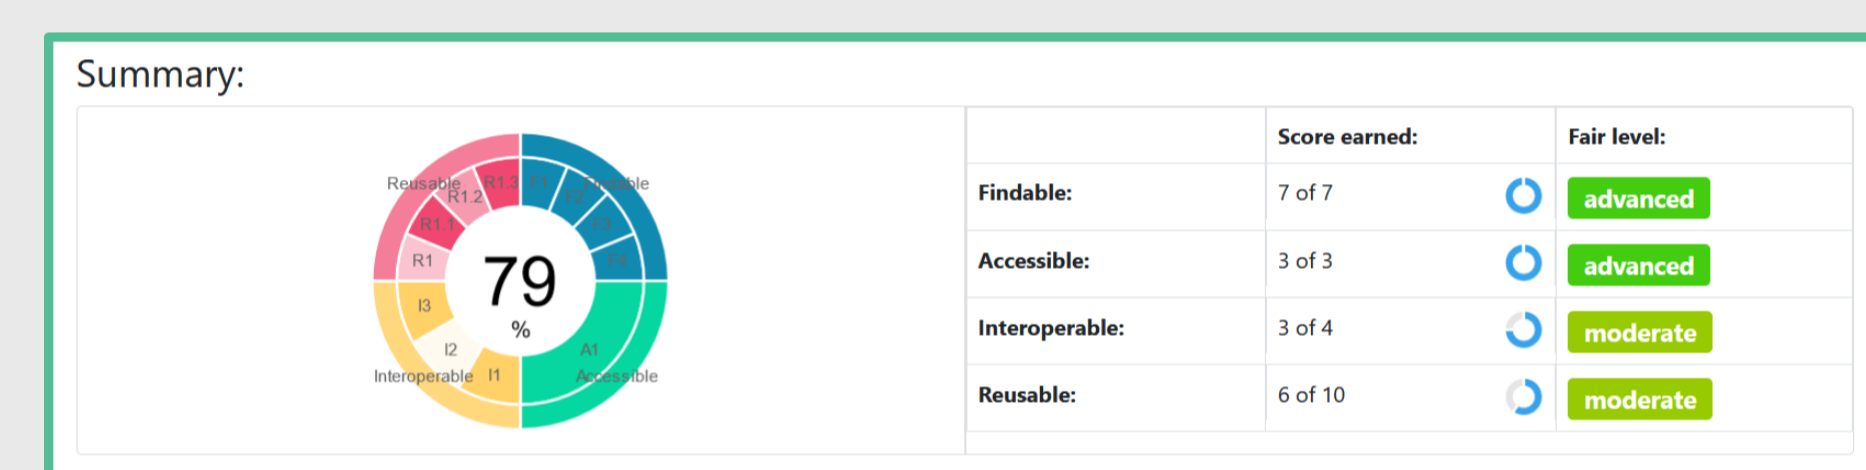 Summary:
Score earned: Fair level:
Reusable R1.3 F1 Findable
R1.2 F2
R1.1 F3
R1 F4
79
%
I3
I2 A1
Interoperable I1 Accessible
Findable: 7 of 7 advanced
Accessible: 3 of 3 advanced
Interoperable: 3 of 4 moderate
Reusable: 6 of 10 moderate